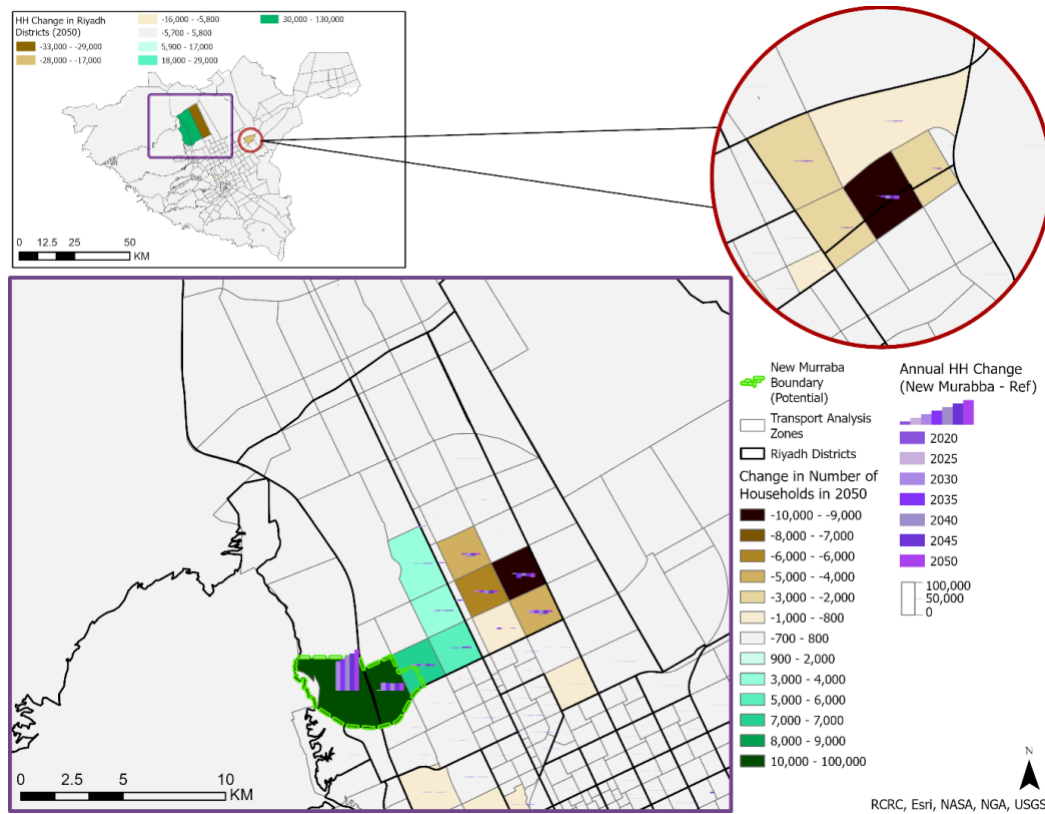 HH Change in Riyadh
Districts (2050)
-33,000 - -29,000
-28,000 - -17,000
-16,000 - -5,800
-5,700 - 5,800
5,900 - 17,000
18,000 - 29,000
30,000 - 130,000
0 12.5 25 50
KM
New Murraba
Boundary
(Potential)
Transport Analysis
Zones
Riyadh Districts
Change in Number of
Households in 2050
-10,000 - -9,000
-8,000 - -7,000
-6,000 - -6,000
-5,000 - -4,000
-3,000 - -2,000
-1,000 - -800
-700 - 800
900 - 2,000
3,000 - 4,000
5,000 - 6,000
7,000 - 7,000
8,000 - 9,000
10,000 - 100,000
Annual HH Change
(New Murabba - Ref)
2020
2025
2030
2035
2040
2045
2050
100,000
50,000
0
0 2.5 5 10
KM
N
RCRC, Esri, NASA, NGA, USGS